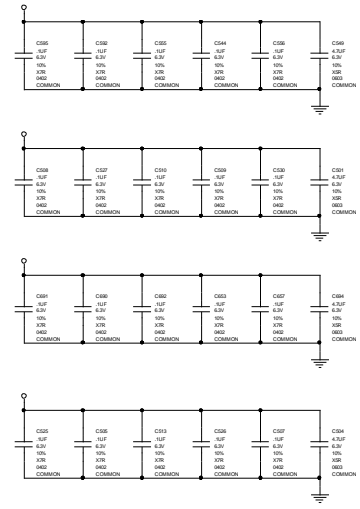 C595 C592 C555 C544 C556 C549
.1UF .1UF .1UF .1UF .1UF 4.7UF
6.3V 6.3V 6.3V 6.3V 6.3V 6.3V
10% 10% 10% 10% 10% 10%
X7R X7R X7R X7R X7R X5R
0402 0402 0402 0402 0402 0603
COMMON COMMON COMMON COMMON COMMON COMMON
C508 C527 C510 C509 C530 C501
.1UF .1UF .1UF .1UF .1UF 4.7UF
6.3V 6.3V 6.3V 6.3V 6.3V 6.3V
10% 10% 10% 10% 10% 10%
X7R X7R X7R X7R X7R X5R
0402 0402 0402 0402 0402 0603
COMMON COMMON COMMON COMMON COMMON COMMON
C691 C690 C692 C653 C657 C694
.1UF .1UF .1UF .1UF .1UF 4.7UF
6.3V 6.3V 6.3V 6.3V 6.3V 6.3V
10% 10% 10% 10% 10% 10%
X7R X7R X7R X7R X7R X5R
0402 0402 0402 0402 0402 0603
COMMON COMMON COMMON COMMON COMMON COMMON
C525 C505 C513 C526 C507 C504
.1UF .1UF .1UF .1UF .1UF 4.7UF
6.3V 6.3V 6.3V 6.3V 6.3V 6.3V
10% 10% 10% 10% 10% 10%
X7R X7R X7R X7R X7R X5R
0402 0402 0402 0402 0402 0603
COMMON COMMON COMMON COMMON COMMON COMMON